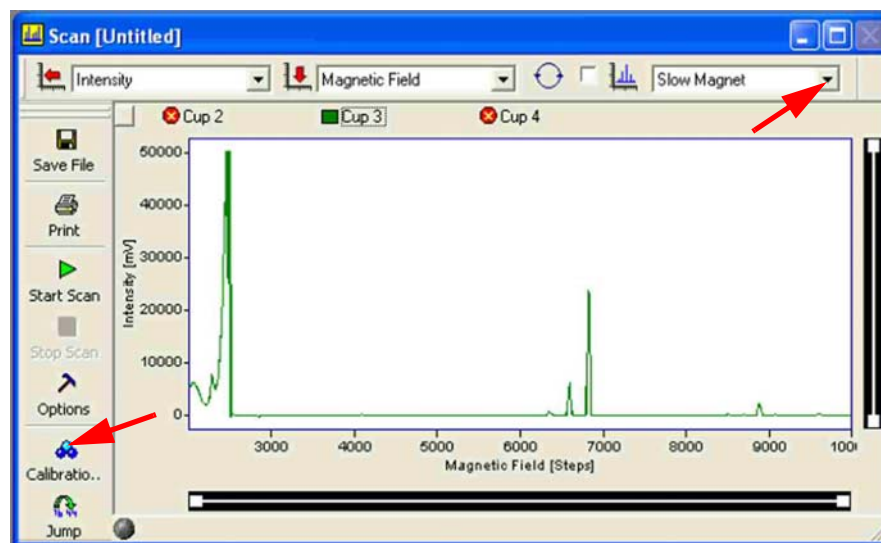 Scan [Untitled]
Intensity Magnetic Field Slow Magnet
Cup 2 Cup 3 Cup 4
Save File
Print
Start Scan
Stop Scan
Options
Calibratio..
Jump
Intensity [mV]
50000
40000
30000
20000
10000
0
3000 4000 5000 6000 7000 8000 9000 1000
Magnetic Field [Steps]